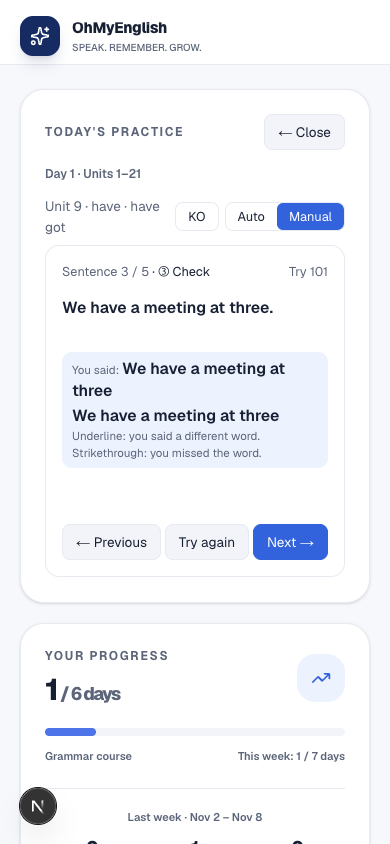 OhMyEnglish
SPEAK. REMEMBER. GROW.
TODAY'S PRACTICE
← Close
Day 1 · Units 1–21
Unit 9 · have · have got
KO
Auto
Manual
Sentence 3 / 5 · ③ Check
Try 101
We have a meeting at three.
You said: We have a meeting at
three
We have a meeting at three
Underline: you said a different word.
Strikethrough: you missed the word.
← Previous
Try again
Next →
YOUR PROGRESS
1 / 6 days
Grammar course
This week: 1 / 7 days
N
Last week · Nov 2 – Nov 8